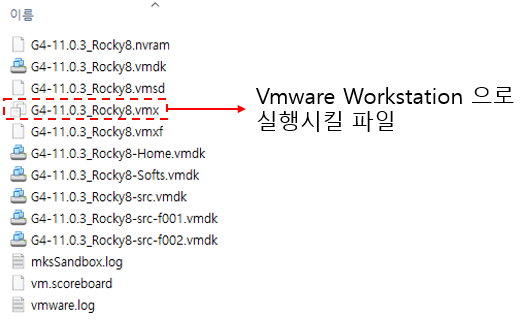 이름
G4-11.0.3_Rocky8.nvram
G4-11.0.3_Rocky8.vmdk
G4-11.0.3_Rocky8.vmsd
G4-11.0.3_Rocky8.vmx
Vmware Workstation 으로
실행시킬 파일
G4-11.0.3_Rocky8.vmxf
G4-11.0.3_Rocky8-Home.vmdk
G4-11.0.3_Rocky8-Softs.vmdk
G4-11.0.3_Rocky8-src.vmdk
G4-11.0.3_Rocky8-src-f001.vmdk
G4-11.0.3_Rocky8-src-f002.vmdk
mksSandbox.log
vm.scoreboard
vmware.log